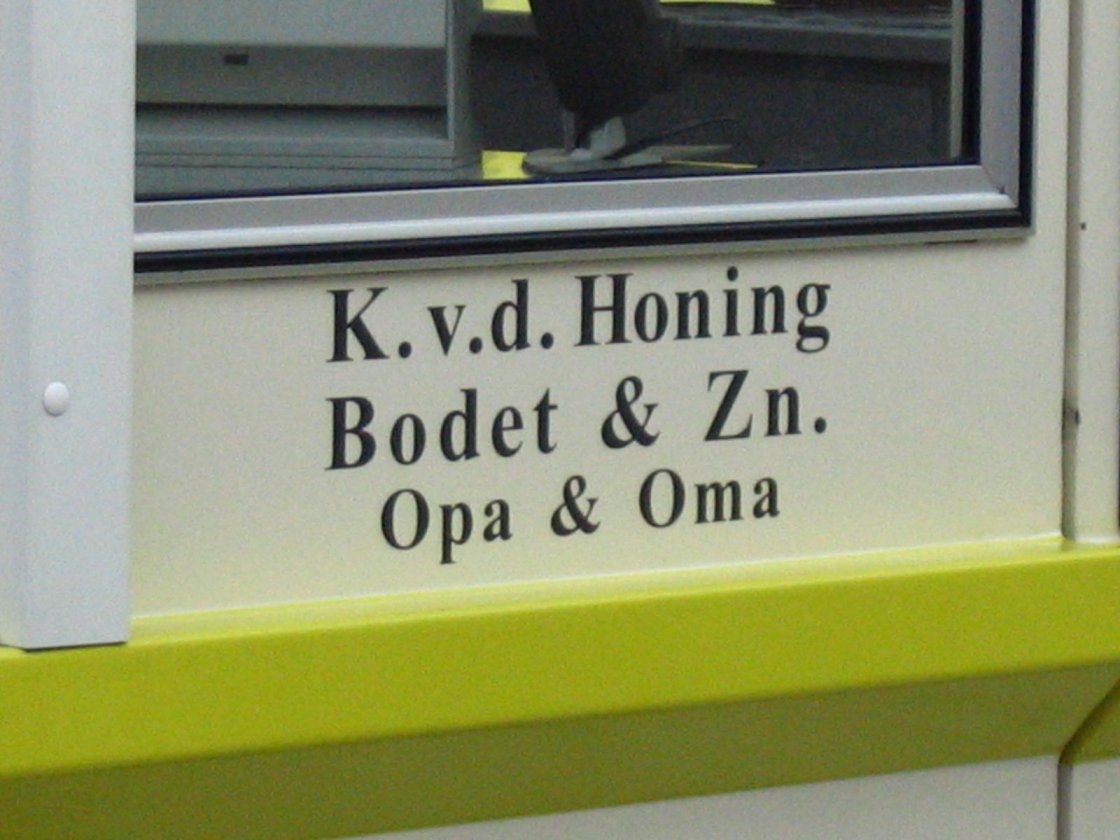 K.v.d. Honing
Bodet & Zn.
Opa & Oma